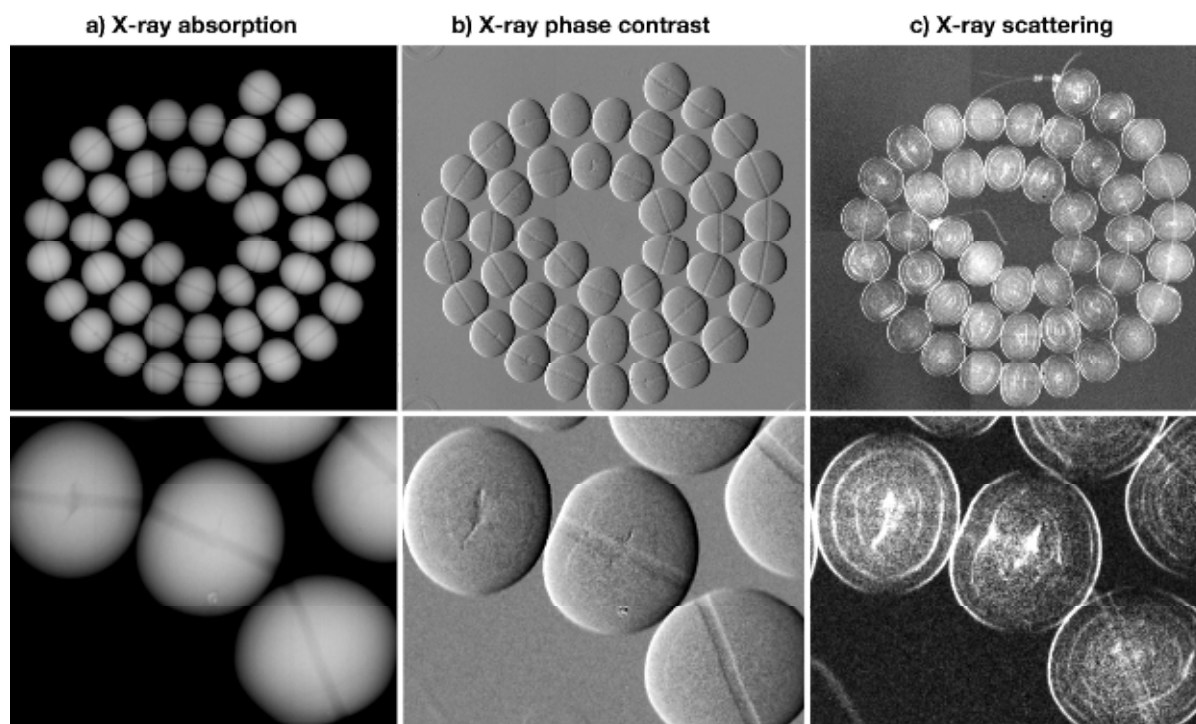 a) X-ray absorption
b) X-ray phase contrast
c) X-ray scattering